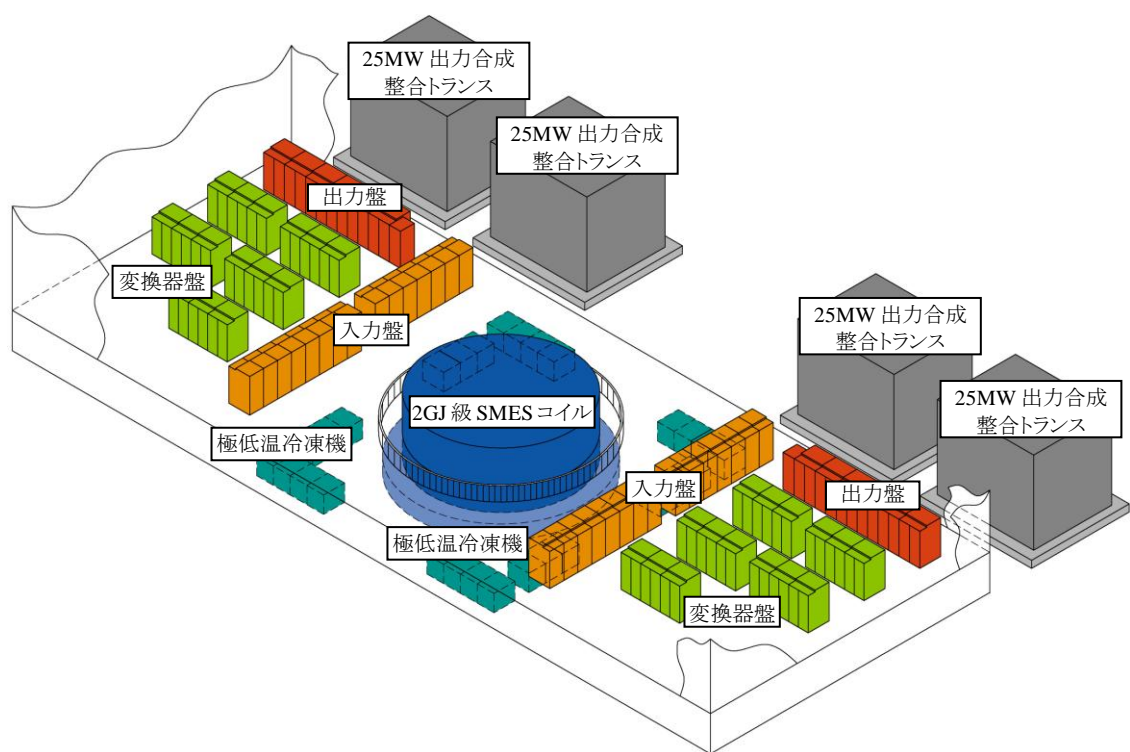 25MW 出力合成
整合トランス
25MW 出力合成
整合トランス
出力盤
変換器盤
入力盤
25MW 出力合成
整合トランス
25MW 出力合成
整合トランス
2GJ 級 SMES コイル
極低温冷凍機
入力盤
出力盤
極低温冷凍機
変換器盤